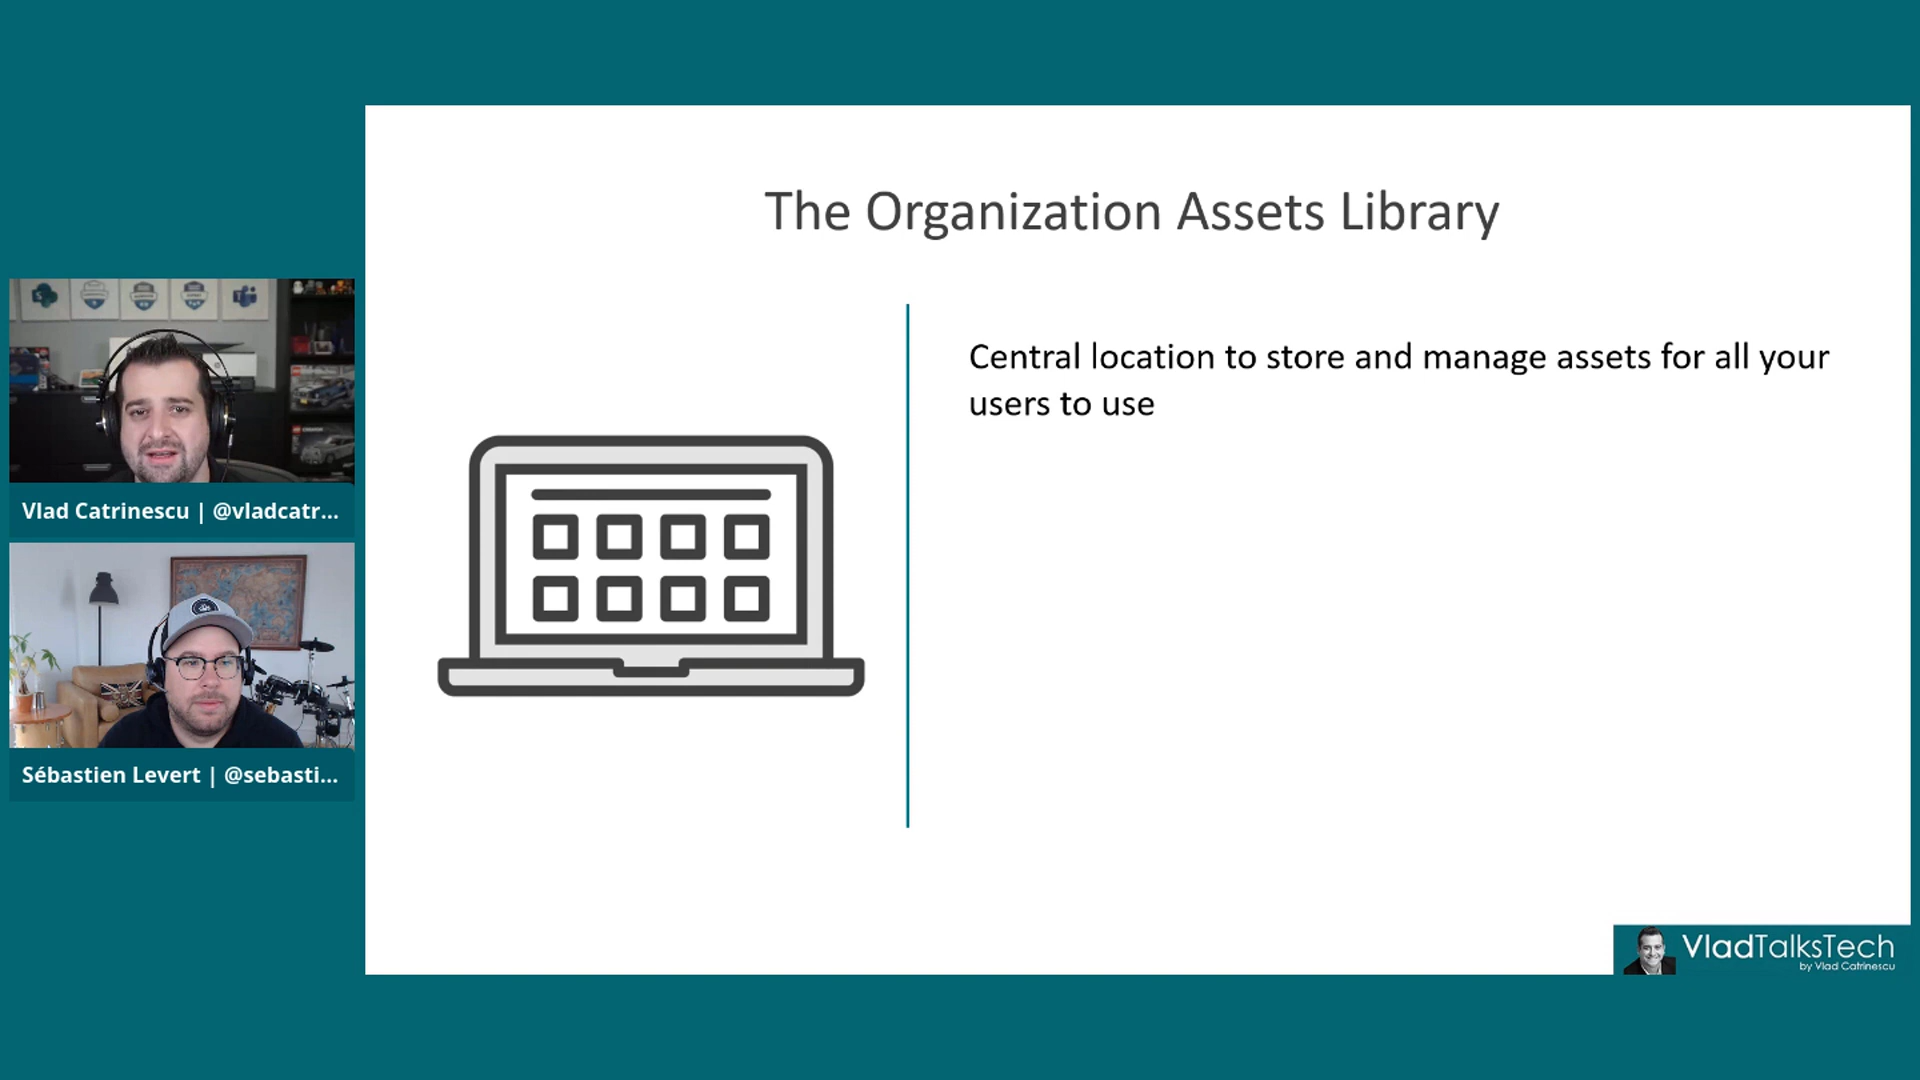 The Organization Assets Library
Central location to store and manage assets for all your
users to use
Vlad Catrinescu | @vladcatr...
Sébastien Levert | @sebasti...
VladTalksTech
by Vlad Catrinescu